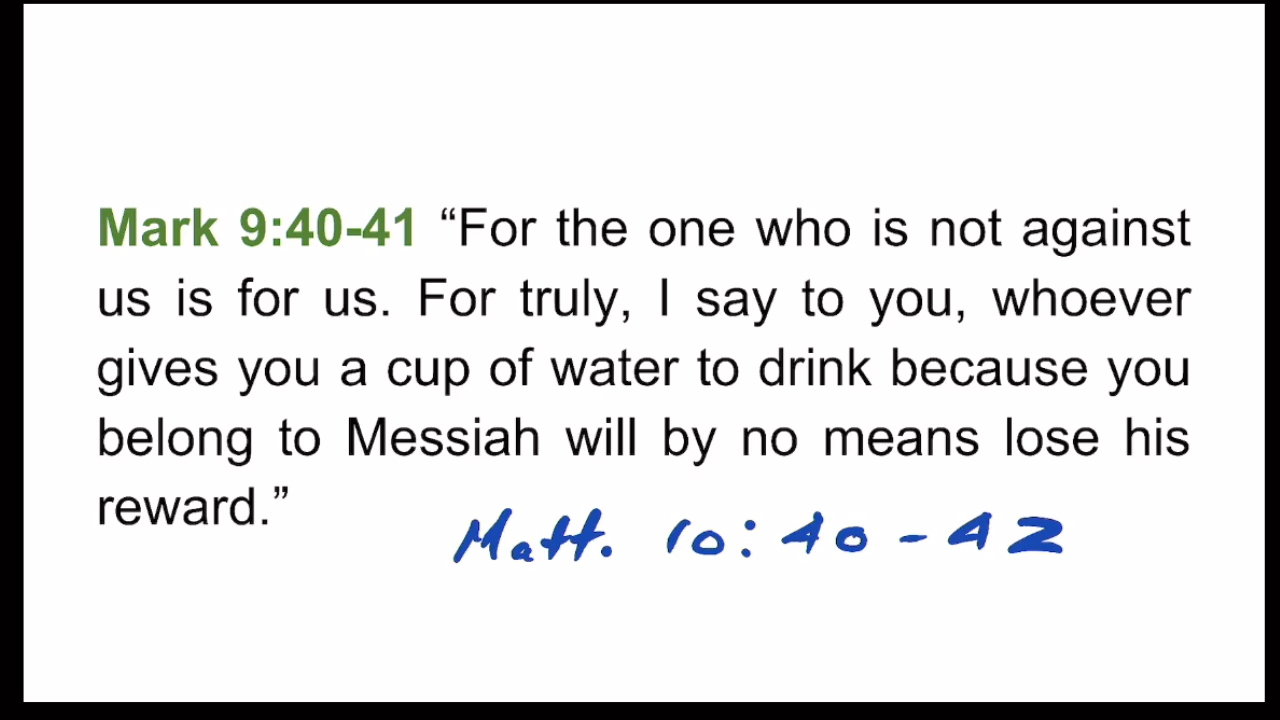 Mark 9:40-41 “For the one who is not against
us is for us. For truly, I say to you, whoever
gives you a cup of water to drink because you
belong to Messiah will by no means lose his
reward.”
Matt. 10:40-42